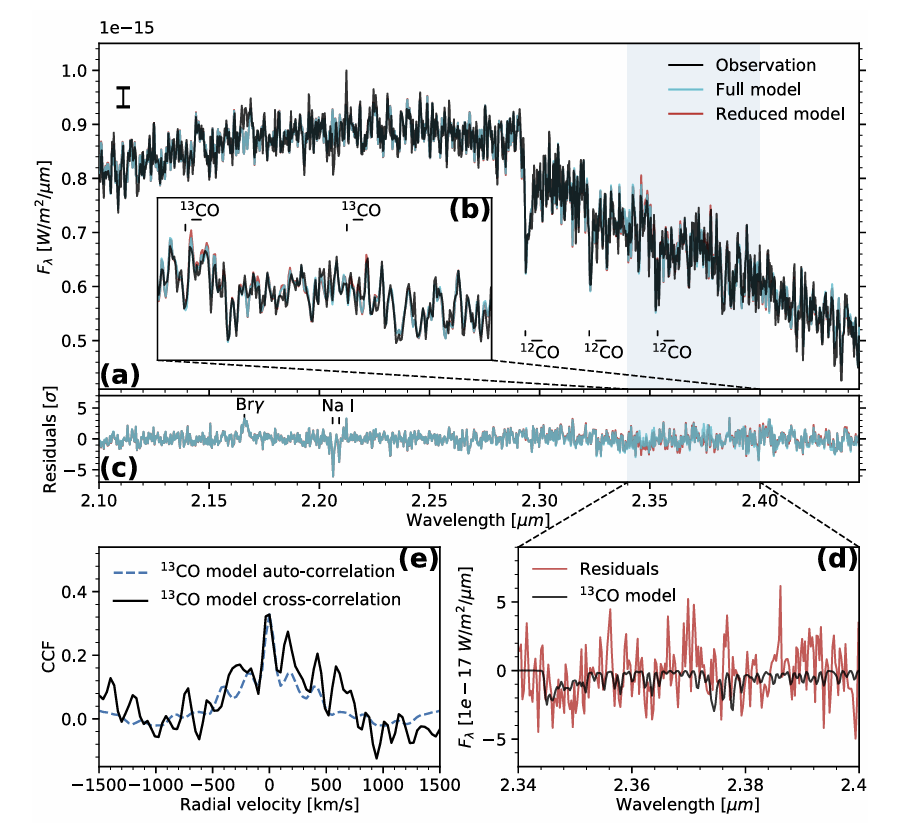 1e−15
1.0
0.9
0.8
0.7
0.6
0.5
Fλ [W/m²/μm]
Observation
Full model
Reduced model
¹³CO
¹³CO
(b)
¹²CO
¹²CO
¹²CO
(a)
Residuals [σ]
5
0
−5
Brγ
Na I
(c)
2.10
2.15
2.20
2.25
2.30
2.35
2.40
Wavelength [μm]
CCF
0.4
0.2
0.0
(e)
¹³CO model auto-correlation
¹³CO model cross-correlation
−1500
−1000
−500
0
500
1000
1500
Radial velocity [km/s]
Fλ [1e−17 W/m²/μm]
5
0
−5
(d)
Residuals
¹³CO model
2.34
2.36
2.38
2.4
Wavelength [μm]